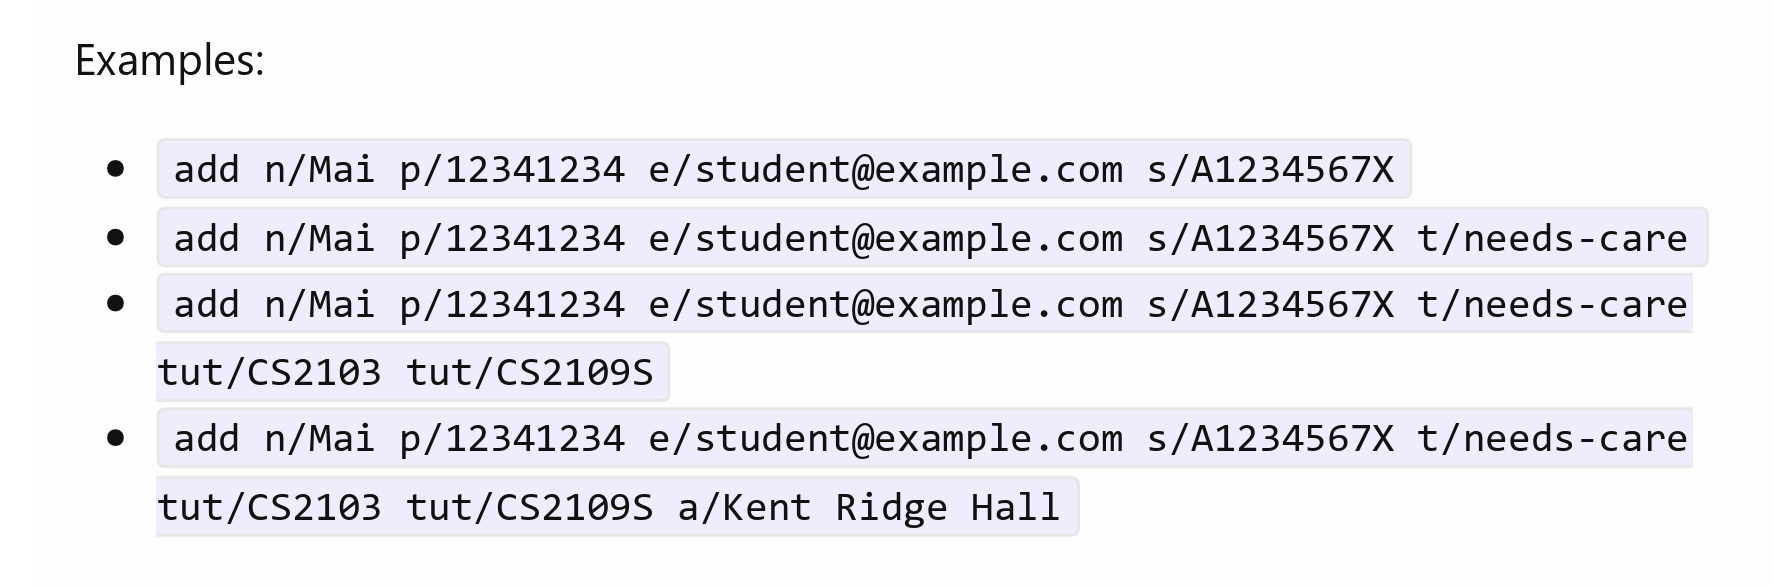 Examples:
add n/Mai p/12341234 e/student@example.com s/A1234567X
add n/Mai p/12341234 e/student@example.com s/A1234567X t/needs-care
add n/Mai p/12341234 e/student@example.com s/A1234567X t/needs-care
tut/CS2103 tut/CS2109S
add n/Mai p/12341234 e/student@example.com s/A1234567X t/needs-care
tut/CS2103 tut/CS2109S a/Kent Ridge Hall